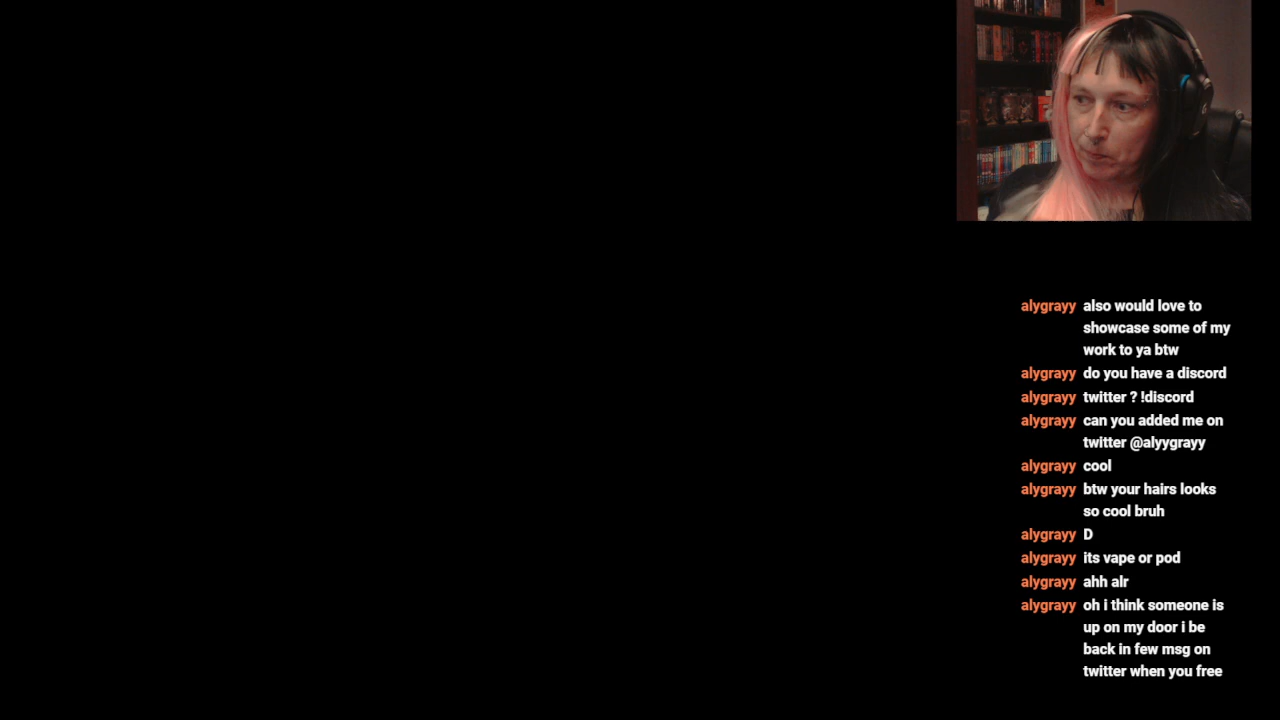 alygrayy also would love to
showcase some of my
work to ya btw
alygrayy do you have a discord
alygrayy twitter ? !discord
alygrayy can you added me on
twitter @alyygrayy
alygrayy cool
alygrayy btw your hairs looks
so cool bruh
alygrayy D
alygrayy its vape or pod
alygrayy ahh alr
alygrayy oh i think someone is
up on my door i be
back in few msg on
twitter when you free